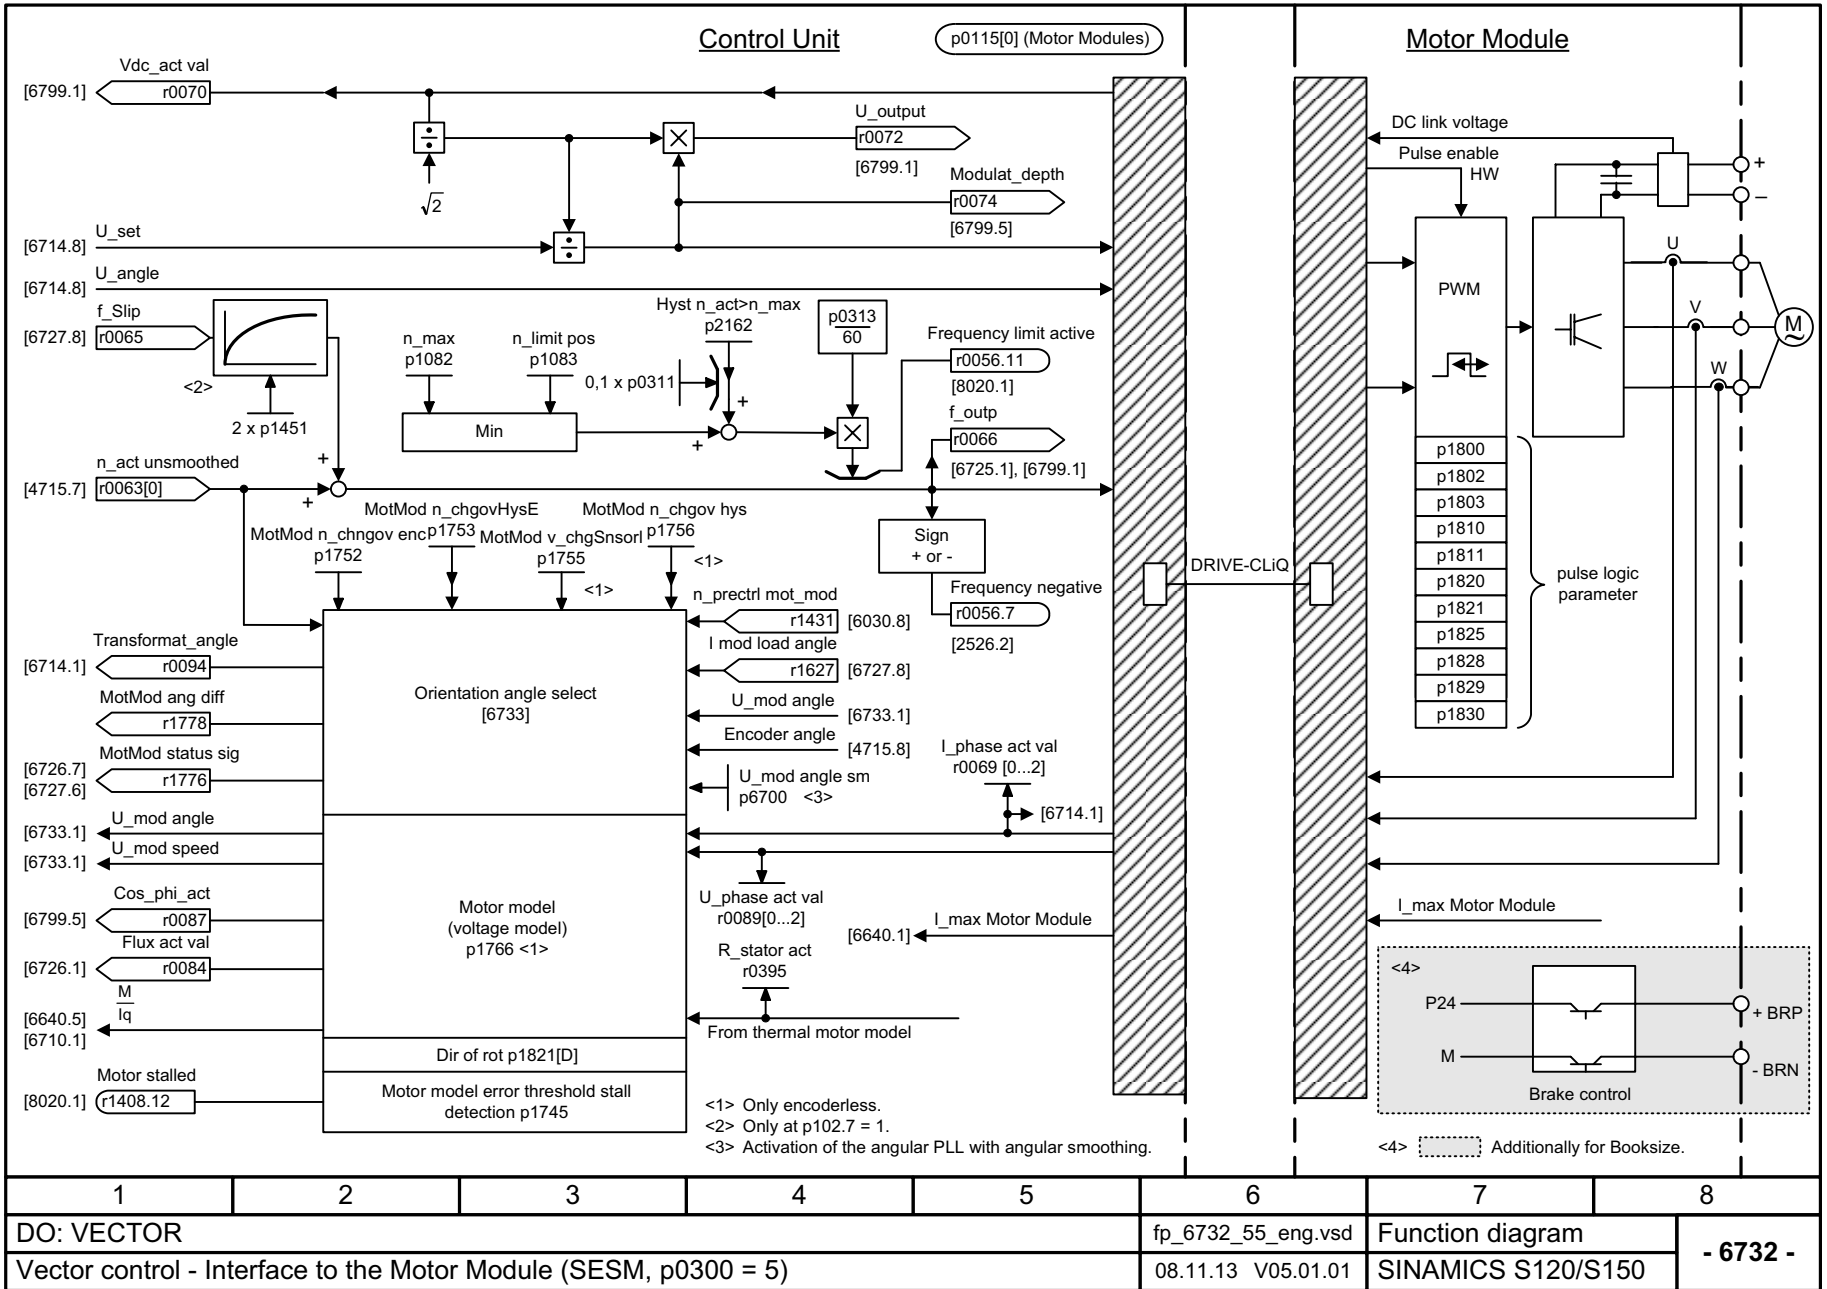 Control Unit
p0115[0] (Motor Modules)
Motor Module
Vdc_act val
[6799.1]
r0070
÷
√2
U_output
r0072
[6799.1]
Modulat_depth
r0074
[6799.5]
U_set
[6714.8]
÷
U_angle
[6714.8]
f_Slip
[6727.8]
r0065
<2>
2 x p1451
n_max
p1082
n_limit pos
p1083
Min
Hyst n_act>n_max
p2162
0,1 x p0311
+
+
p0313
60
Frequency limit active
r0056.11
[8020.1]
f_outp
r0066
[6725.1], [6799.1]
n_act unsmoothed
[4715.7]
r0063[0]
+
+
Sign
+ or -
Frequency negative
r0056.7
[2526.2]
MotMod n_chgovHysE
p1753
MotMod n_chgov hys
p1756
<1>
MotMod n_chngov enc
p1752
MotMod v_chgSnsorl
p1755
<1>
n_prectrl mot_mod
r1431
[6030.8]
I mod load angle
r1627
[6727.8]
U_mod angle
[6733.1]
Encoder angle
[4715.8]
U_mod angle sm
p6700 <3>
Orientation angle select
[6733]
Transformat_angle
[6714.1]
r0094
MotMod ang diff
r1778
MotMod status sig
[6726.7]
[6727.6]
r1776
U_mod angle
[6733.1]
U_mod speed
[6733.1]
Cos_phi_act
[6799.5]
r0087
Flux act val
[6726.1]
r0084
M
Iq
[6640.5]
[6710.1]
Motor stalled
[8020.1]
r1408.12
Motor model
(voltage model)
p1766 <1>
Dir of rot p1821[D]
Motor model error threshold stall
detection p1745
I_phase act val
r0069 [0...2]
[6714.1]
U_phase act val
r0089[0...2]
[6640.1]
I_max Motor Module
R_stator act
r0395
From thermal motor model
<1> Only encoderless.
<2> Only at p102.7 = 1.
<3> Activation of the angular PLL with angular smoothing.
DRIVE-CLiQ
DC link voltage
Pulse enable
HW
+
–
PWM
U
V
W
M
~
p1800
p1802
p1803
p1810
p1811
p1820
p1821
p1825
p1828
p1829
p1830
pulse logic
parameter
I_max Motor Module
<4>
P24
+ BRP
M
- BRN
Brake control
<4> Additionally for Booksize.
1 2 3 4 5 6 7 8
DO: VECTOR
fp_6732_55_eng.vsd
Function diagram
- 6732 -
Vector control - Interface to the Motor Module (SESM, p0300 = 5)
08.11.13 V05.01.01
SINAMICS S120/S150